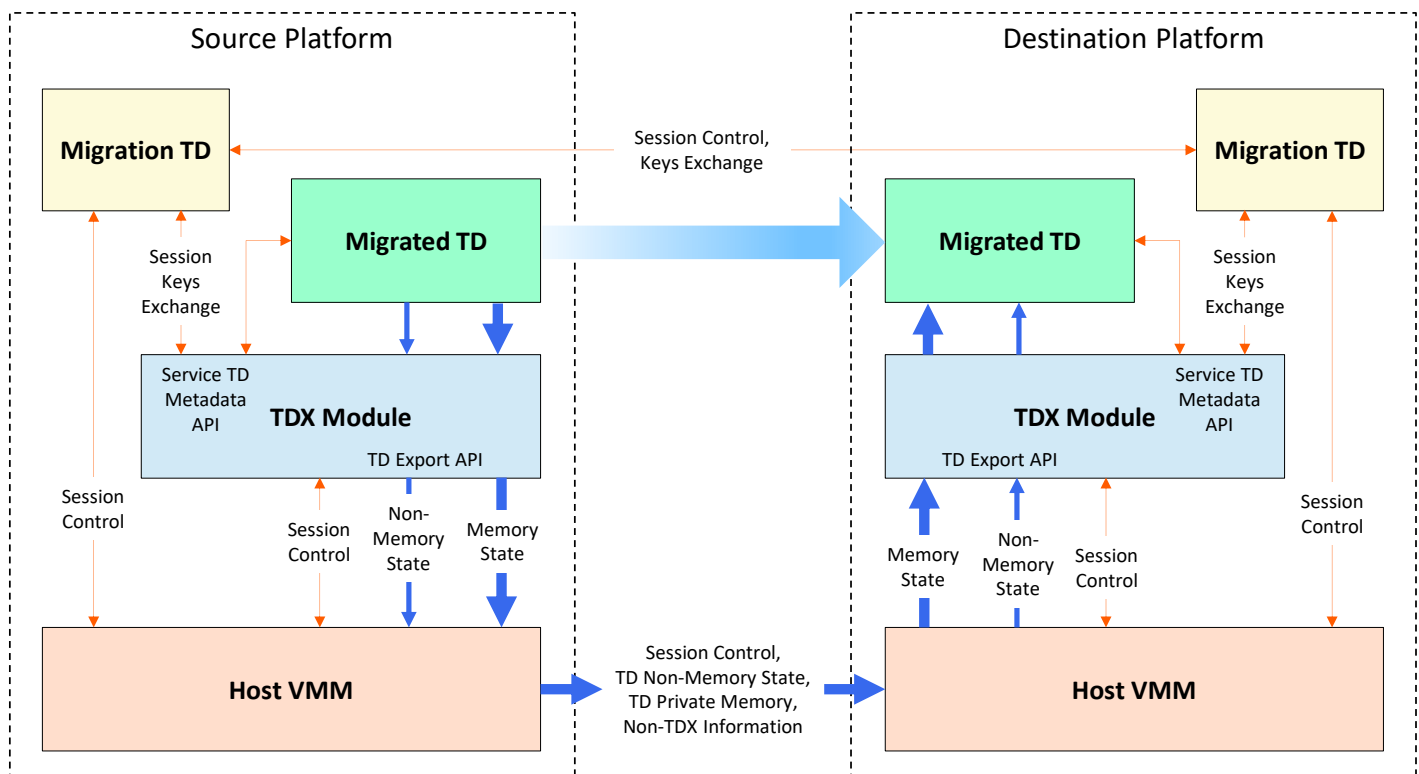 Source Platform
Destination Platform
Migration TD
Session Control,
Keys Exchange
Migration TD
Migrated TD
Migrated TD
Session
Keys
Exchange
Session
Keys
Exchange
Service TD
Metadata
API
TDX Module
TD Export API
Service TD
Metadata
API
TDX Module
TD Export API
Session
Control
Session
Control
Non-
Memory
State
Memory
State
Memory
State
Non-
Memory
State
Session
Control
Session
Control
Host VMM
Session Control,
TD Non-Memory State,
TD Private Memory,
Non-TDX Information
Host VMM